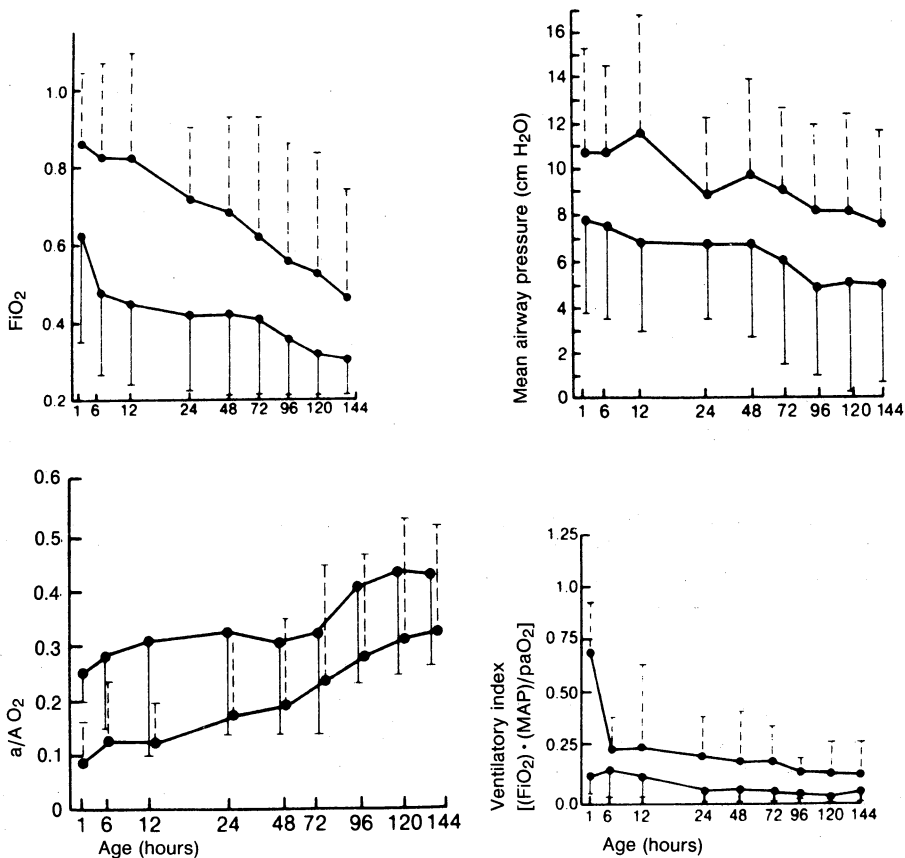 1.0
0.8
0.6
0.4
0.2
FiO2
1 6 12 24 48 72 96 120 144
16
14
12
10
8
6
4
2
0
Mean airway pressure (cm H2O)
1 6 12 24 48 72 96 120 144
0.6
0.5
0.4
0.3
0.2
0.1
0
a/A O2
1 6 12 24 48 72 96 120 144
Age (hours)
1.25
1.0
0.75
0.50
0.25
0.0
Ventilatory index
[(FiO2) • (MAP)/paO2]
1 6 12 24 48 72 96 120 144
Age (hours)